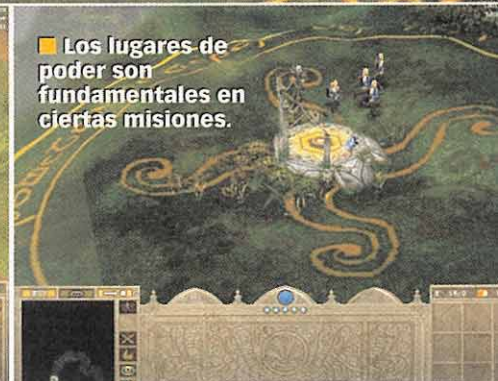 Los lugares de
poder son
fundamentales en
ciertas misiones.